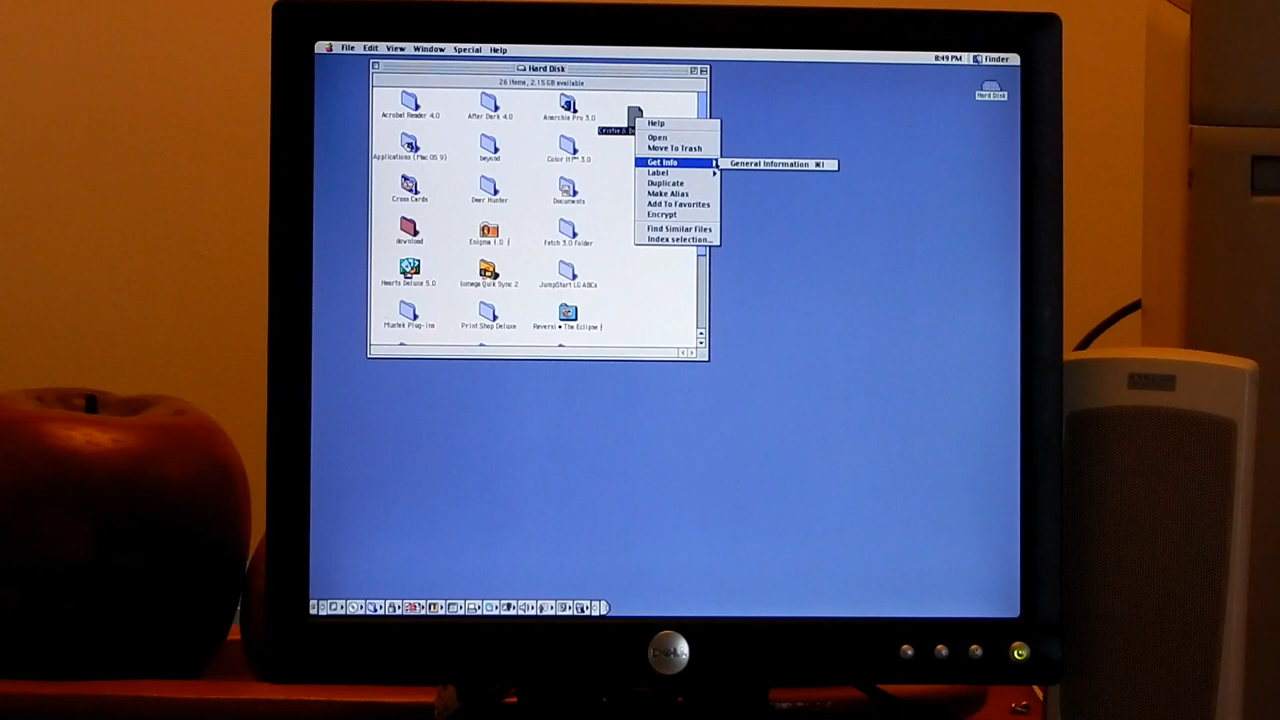 File Edit View Window Special Help
8:49 PM Finder
Hard Disk
26 items, 2.15 GB available
Hard Disk
Acrobat Reader 4.0
After Dark 4.0
Anarchie Pro 3.0
Applications (Mac OS 9)
beyond
Color It!™ 3.0
Cross Cards
Deer Hunter
Documents
download
Enigma 1.0 ƒ
Fetch 3.0 Folder
Hearts Deluxe 5.0
Iomega Quik Sync 2
JumpStart LG ABCs
Mustek Plug-Ins
Print Shop Deluxe
Reversi • The Eclipse ƒ
Help
Open
Move To Trash
Get Info
General Information ⌘I
Label
Duplicate
Make Alias
Add To Favorites
Encrypt
Find Similar Files
Index selection...
DELL